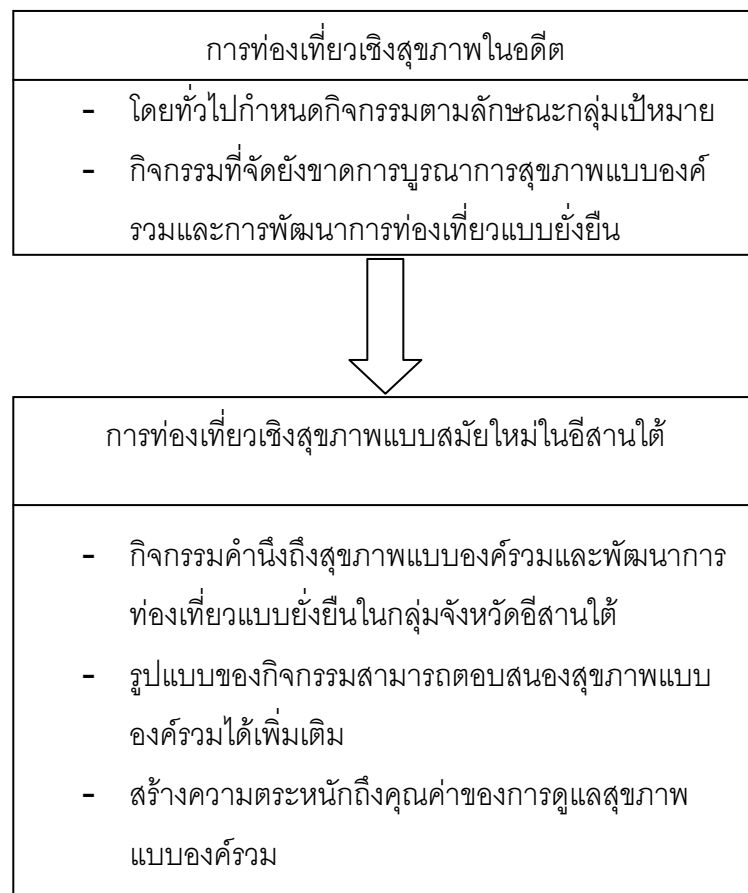 การท่องเที่ยวเชิงสุขภาพในอดีต
- โดยทั่วไปกำหนดกิจกรรมตามลักษณะกลุ่มเป้หมาย
- กิจกรรมที่จัดยังขาดการบูรณาการสุขภาพแบบองค์
รวมและการพัฒนาการท่องเที่ยวแบบยั่งยืน
การท่องเที่ยวเชิงสุขภาพแบบสมัยใหม่ในอีสานใต้
- กิจกรรมคำนึงถึงสุขภาพแบบองค์รวมและพัฒนาการ
ท่องเที่ยวแบบยั่งยืนในกลุ่มจังหวัดอีสานใต้
- รูปแบบของกิจกรรมสามารถตอบสนองสุขภาพแบบ
องค์รวมได้เพิ่มเติม
- สร้างความตระหนักถึงคุณค่าของการดูแลสุขภาพ
แบบองค์รวม